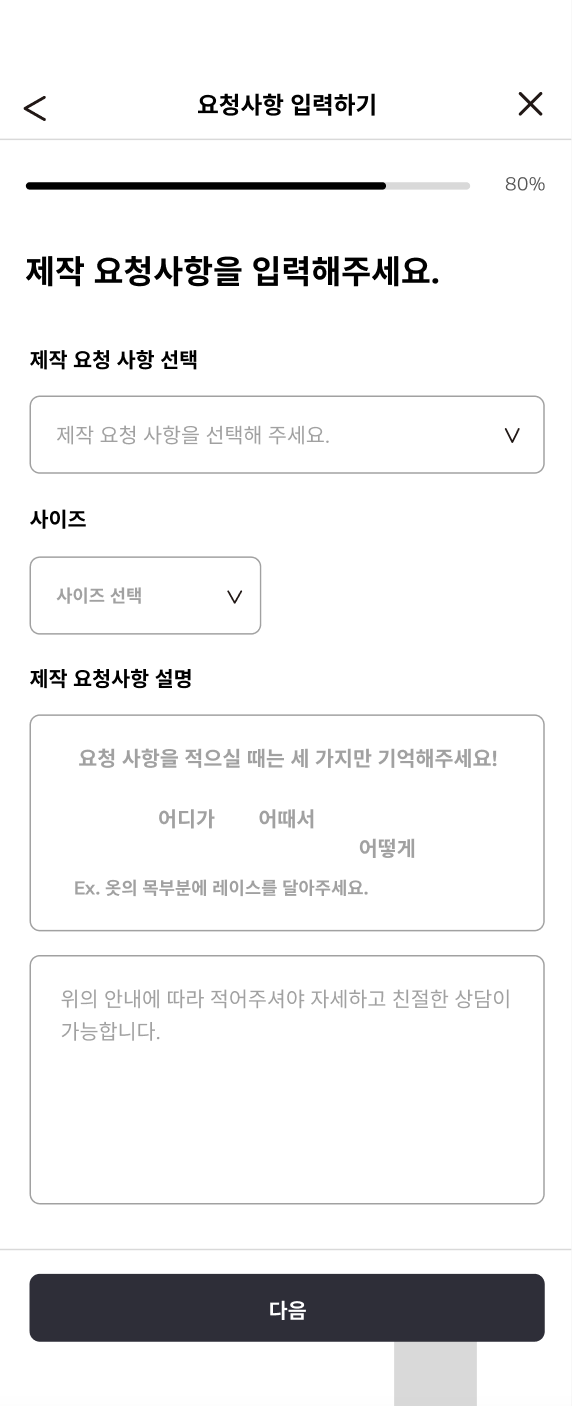 요청사항 입력하기
80%
제작 요청사항을 입력해주세요.
제작 요청 사항 선택
제작 요청 사항을 선택해 주세요.
사이즈
사이즈 선택
제작 요청사항 설명
요청 사항을 적으실 때는 세 가지만 기억해주세요!
어디가 어때서
어떻게
Ex. 옷의 목부분에 레이스를 달아주세요.
위의 안내에 따라 적어주셔야 자세하고 친절한 상담이
가능합니다.
다음